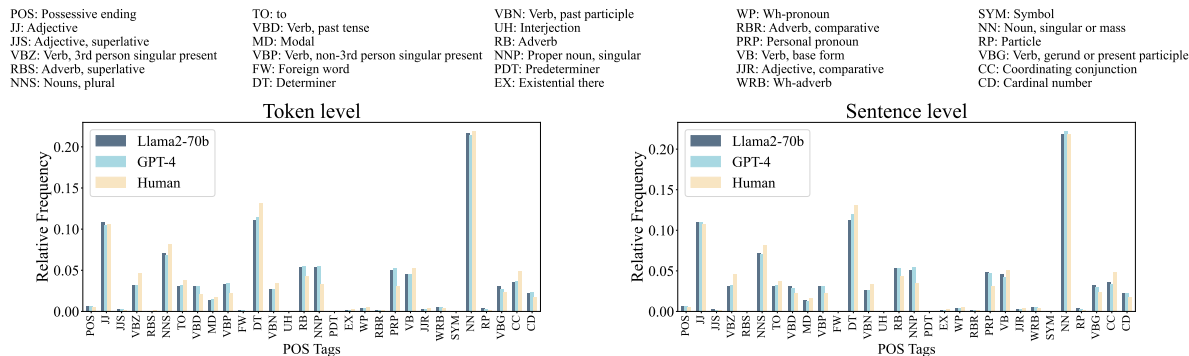 POS: Possessive ending TO: to VBN: Verb, past participle WP: Wh-pronoun SYM: Symbol
JJ: Adjective VBD: Verb, past tense UH: Interjection RBR: Adverb, comparative NN: Noun, singular or mass
JJS: Adjective, superlative MD: Modal RB: Adverb PRP: Personal pronoun RP: Particle
VBZ: Verb, 3rd person singular present VBP: Verb, non-3rd person singular present NNP: Proper noun, singular VB: Verb, base form VBG: Verb, gerund or present participle
RBS: Adverb, superlative FW: Foreign word PDT: Predeterminer JJR: Adjective, comparative CC: Coordinating conjunction
NNS: Nouns, plural DT: Determiner EX: Existential there WRB: Wh-adverb CD: Cardinal number
Token level
Relative Frequency
0.20
0.15
0.10
0.05
0.00
Llama2-70b
GPT-4
Human
POS JJ JJS VBZ RBS NNS TO VBD MD VBP FW DT VBN UH RB NNP PDT EX WP RBR PRP VB JJR WRB SYM NN RP VBG CC CD
POS Tags
Sentence level
Relative Frequency
0.20
0.15
0.10
0.05
0.00
Llama2-70b
GPT-4
Human
POS JJ JJS VBZ RBS NNS TO VBD MD VBP FW DT VBN UH RB NNP PDT EX WP RBR PRP VB JJR WRB SYM NN RP VBG CC CD
POS Tags